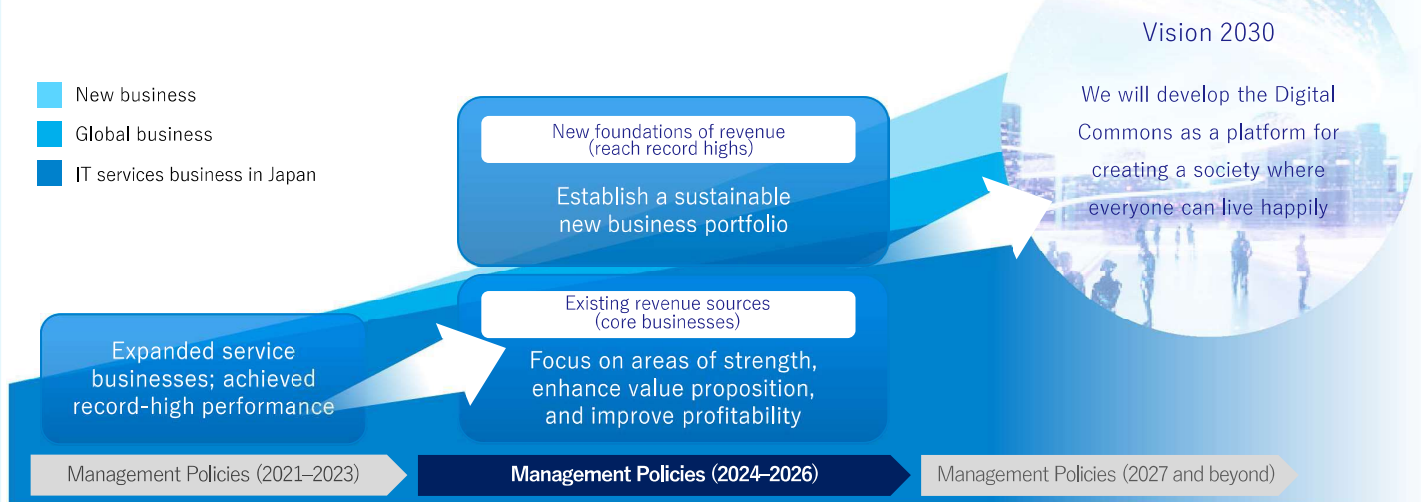 Vision 2030
We will develop the Digital
Commons as a platform for
creating a society where
everyone can live happily
New business
Global business
IT services business in Japan
New foundations of revenue
(reach record highs)
Establish a sustainable
new business portfolio
Existing revenue sources
(core businesses)
Focus on areas of strength,
enhance value proposition,
and improve profitability
Expanded service
businesses; achieved
record-high performance
Management Policies (2021–2023)
Management Policies (2024–2026)
Management Policies (2027 and beyond)